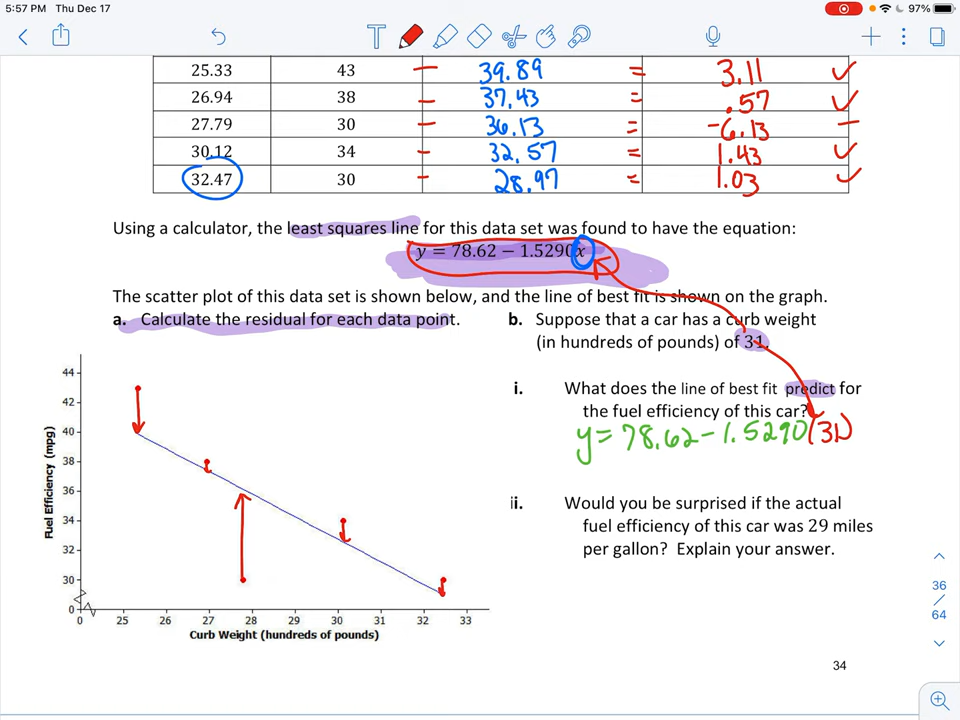 5:57 PM Thu Dec 17 97%
T
25.33 43 – 39.89 = 3.11 ✓
26.94 38 – 37.43 = .57 ✓
27.79 30 – 36.13 = -6.13 –
30.12 34 – 32.57 = 1.43 ✓
32.47 30 – 28.97 = 1.03 ✓
Using a calculator, the least squares line for this data set was found to have the equation:
y = 78.62 − 1.5290x
The scatter plot of this data set is shown below, and the line of best fit is shown on the graph.
a. Calculate the residual for each data point.
b. Suppose that a car has a curb weight
(in hundreds of pounds) of 31.
i. What does the line of best fit predict for
the fuel efficiency of this car?
y = 78.62 – 1.5290(31)
ii. Would you be surprised if the actual
fuel efficiency of this car was 29 miles
per gallon? Explain your answer.
Fuel Efficiency (mpg)
44
42
40
38
36
34
32
30
0
0 25 26 27 28 29 30 31 32 33
Curb Weight (hundreds of pounds)
36
/
64
34